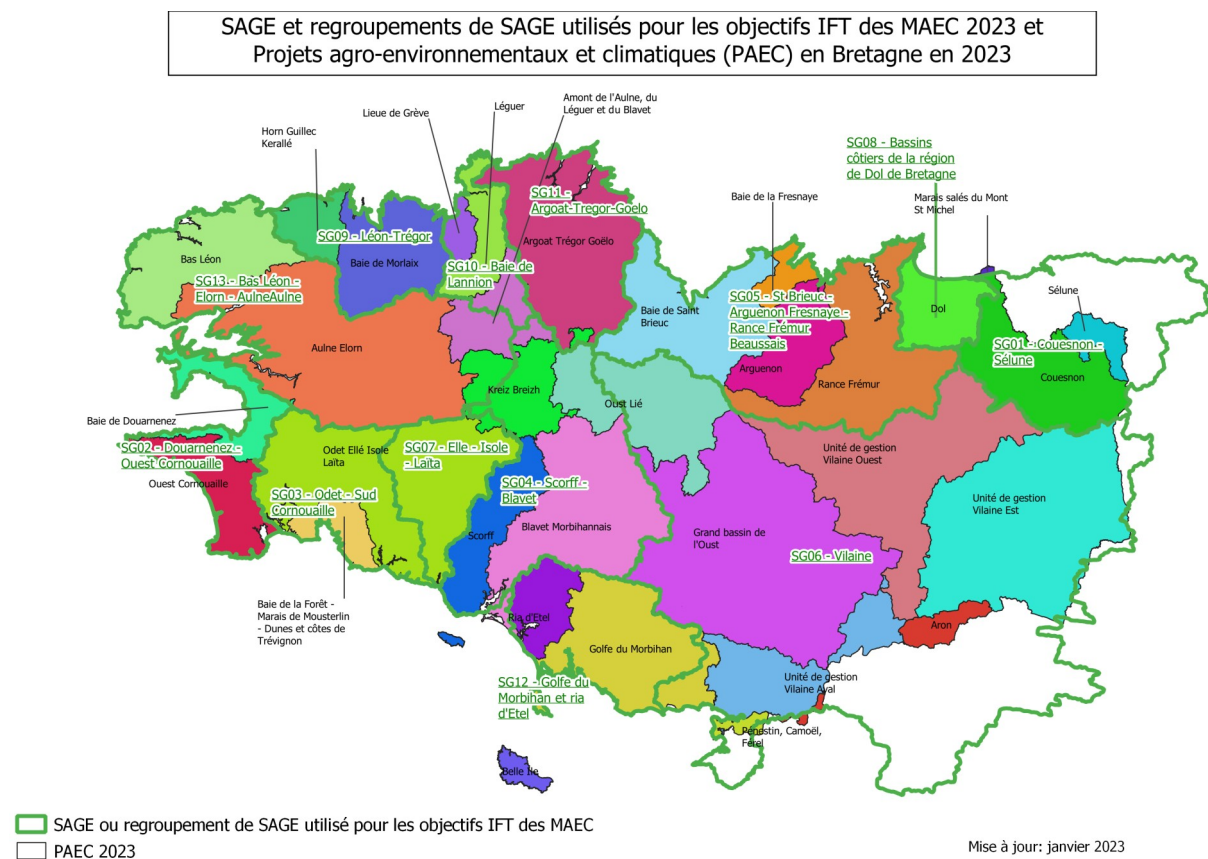 SAGE et regroupements de SAGE utilisés pour les objectifs IFT des MAEC 2023 et
Projets agro-environnementaux et climatiques (PAEC) en Bretagne en 2023
Amont de l'Aulne, du
Léguer et du Blavet
Léguer
Lieue de Grève
Horn Guillec
Kerallé
SG08 - Bassins
côtiers de la région
de Dol de Bretagne
SG11 -
Argoat-Tregor-Goelo
Baie de la Fresnaye
Marais salés du Mont
St Michel
SG09 - Léon-Trégor
Argoat Trégor Goëlo
Bas Léon
Baie de Morlaix
SG10 - Baie de
Lannion
SG13 - Bas Léon -
Elorn - AulneAulne
Sélune
SG05 - St Brieuc -
Arguenon Fresnaye -
Rance Frémur
Beaussais
Baie de Saint
Brieuc
Dol
SG01 - Couesnon -
Sélune
Aulne Elorn
Arguenon
Rance Frémur
Couesnon
Kreiz Breizh
Oust Lié
Baie de Douarnenez
SG02 - Douarnenez -
Ouest Cornouaille
Ouest Cornouaille
Odet Ellé Isole
Laïta
SG07 - Elle - Isole
- Laïta
Unité de gestion
Vilaine Ouest
SG03 - Odet - Sud
Cornouaille
SG04 - Scorff -
Blavet
Unité de gestion
Vilaine Est
Scorff
Blavet Morbihannais
Grand bassin de
l'Oust
SG06 - Vilaine
Baie de la Forêt -
Marais de Mousterlin
- Dunes et côtes de
Trévignon
Ria d'Etel
Aron
Golfe du Morbihan
SG12 - Golfe du
Morbihan et ria
d'Etel
Unité de gestion
Vilaine Aval
Pénestin, Camoël,
Férel
Belle Ile
SAGE ou regroupement de SAGE utilisé pour les objectifs IFT des MAEC
PAEC 2023
Mise à jour: janvier 2023